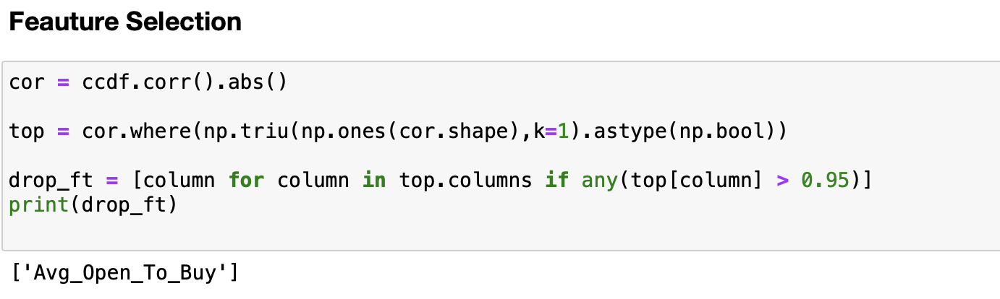 Feauture Selection
cor = ccdf.corr().abs()
top = cor.where(np.triu(np.ones(cor.shape),k=1).astype(np.bool))
drop_ft = [column for column in top.columns if any(top[column] > 0.95)]
print(drop_ft)
['Avg_Open_To_Buy']